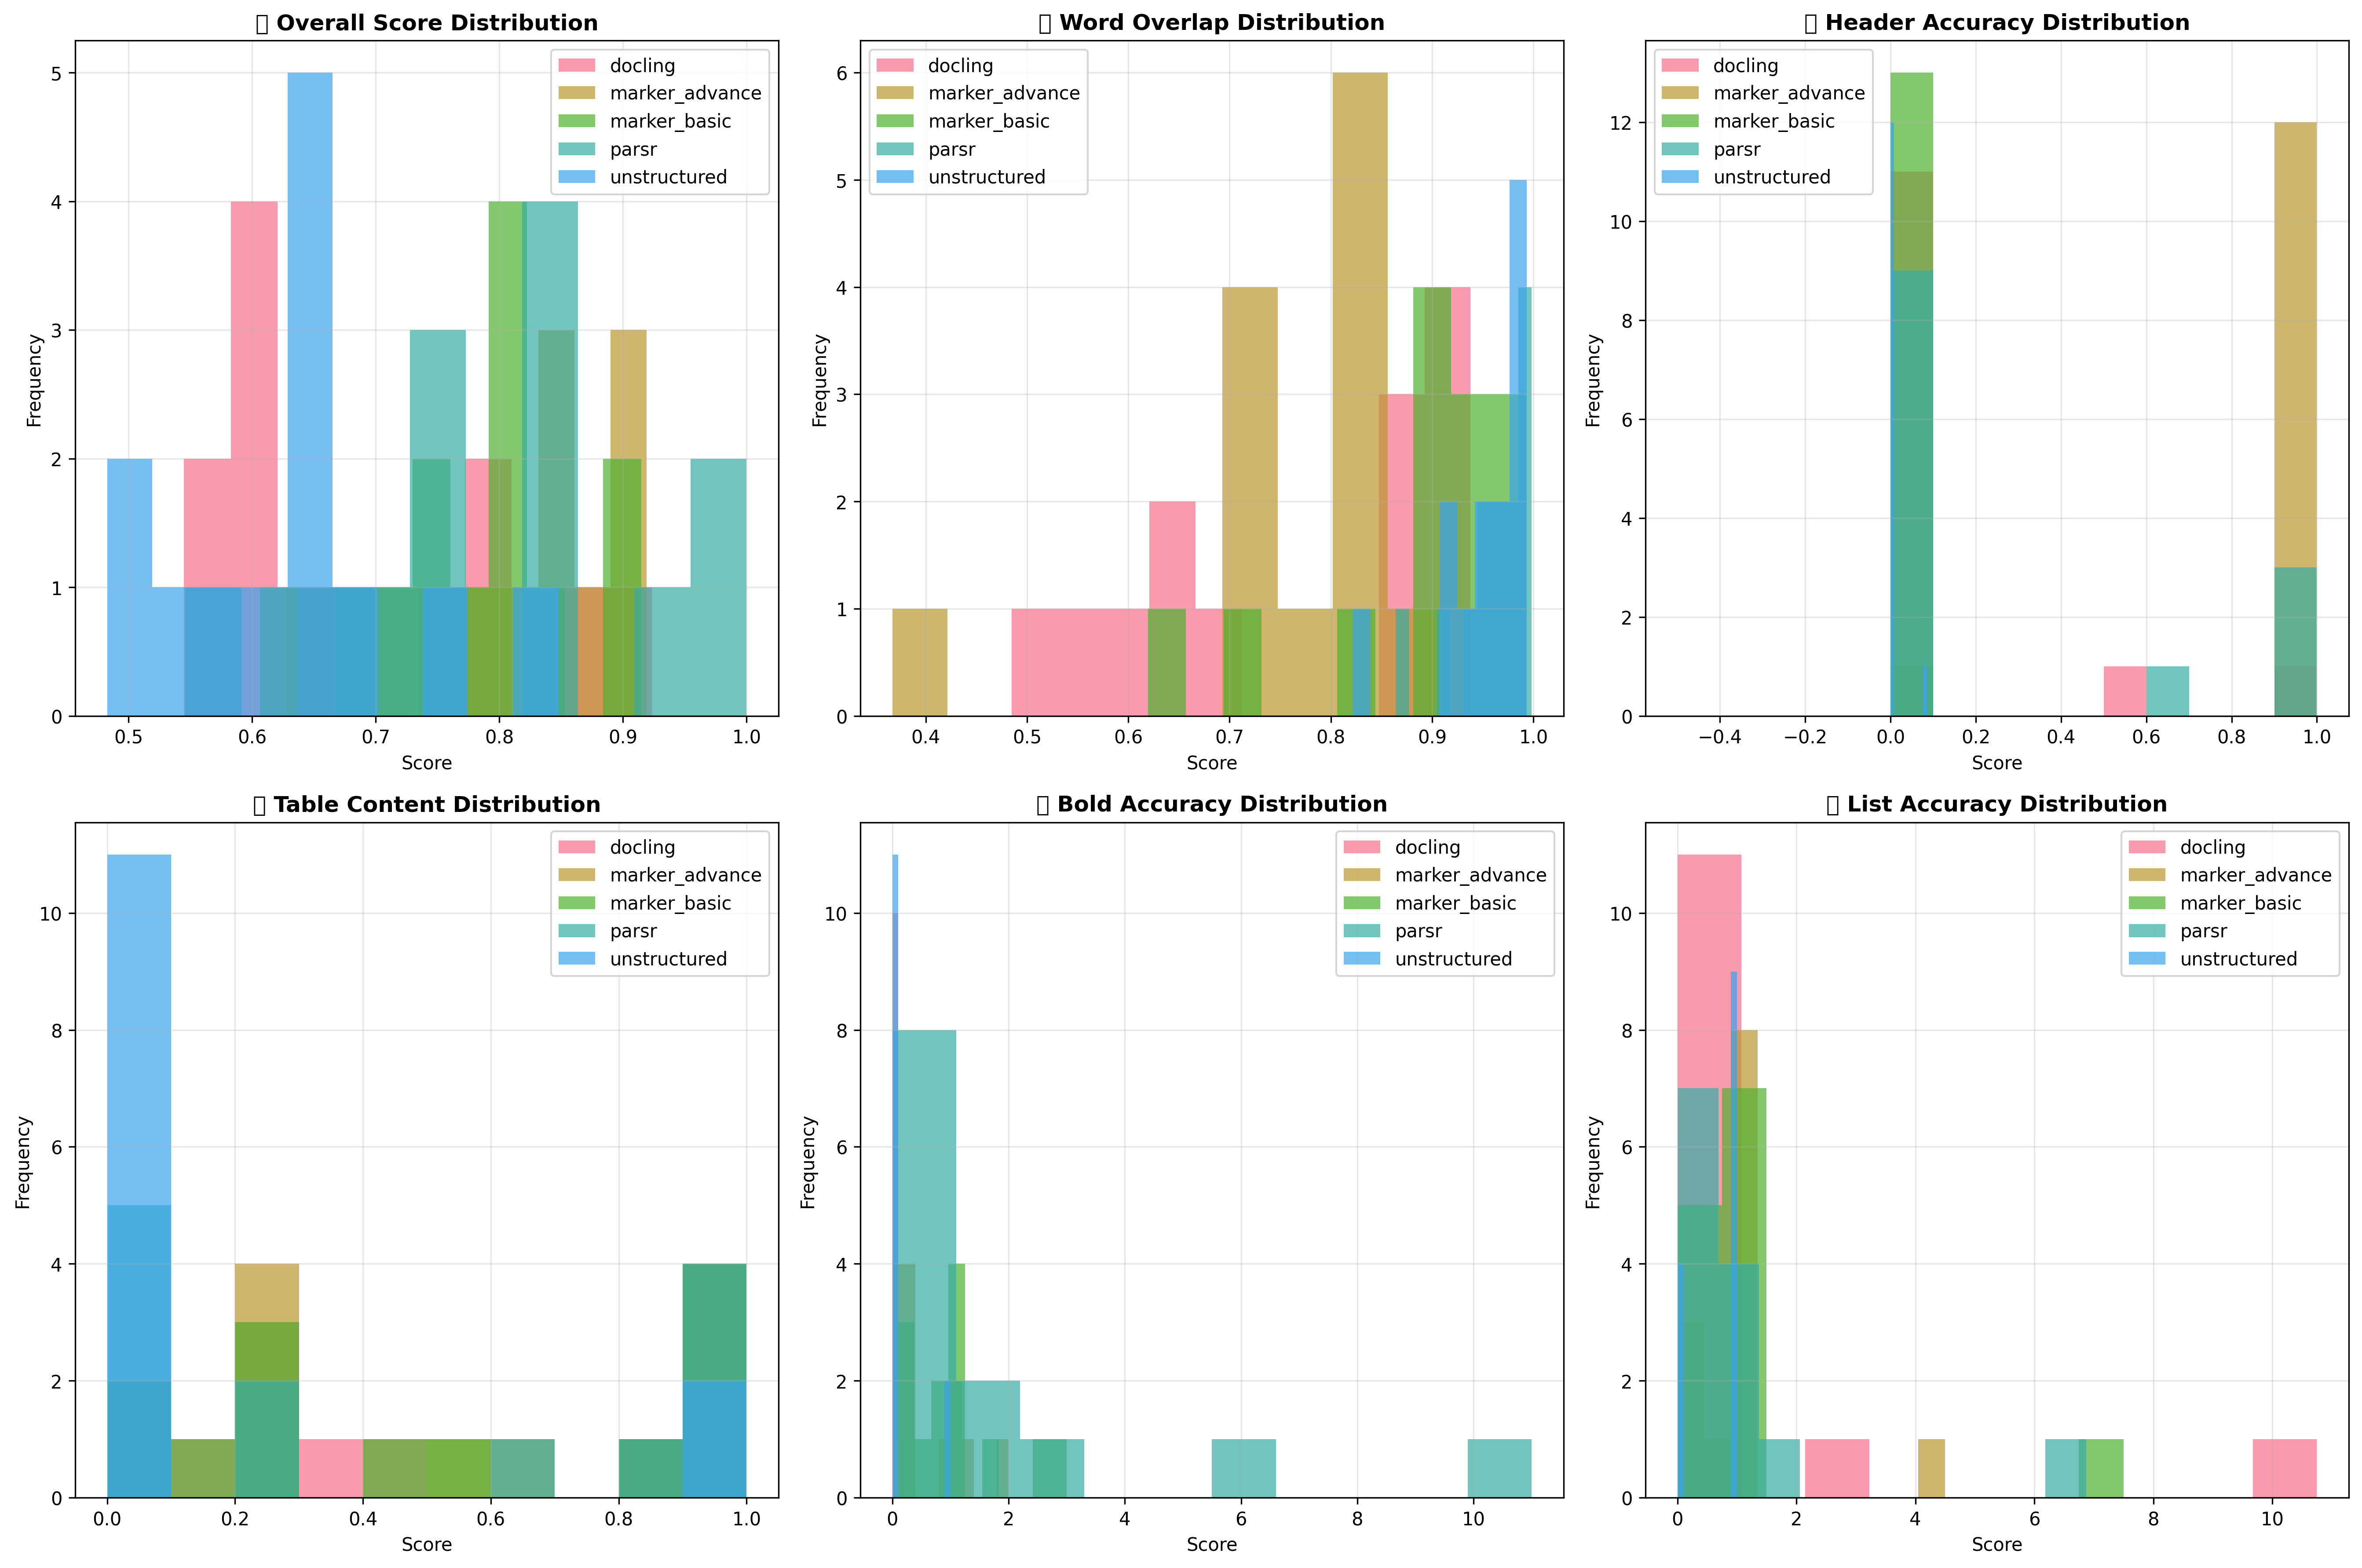 Overall Score Distribution
Frequency
5
4
3
2
1
0
docling
marker_advance
marker_basic
parsr
unstructured
0.5 0.6 0.7 0.8 0.9 1.0
Score
Word Overlap Distribution
Frequency
6
5
4
3
2
1
0
docling
marker_advance
marker_basic
parsr
unstructured
0.4 0.5 0.6 0.7 0.8 0.9 1.0
Score
Header Accuracy Distribution
Frequency
12
10
8
6
4
2
0
docling
marker_advance
marker_basic
parsr
unstructured
−0.4 −0.2 0.0 0.2 0.4 0.6 0.8 1.0
Score
Table Content Distribution
Frequency
10
8
6
4
2
0
docling
marker_advance
marker_basic
parsr
unstructured
0.0 0.2 0.4 0.6 0.8 1.0
Score
Bold Accuracy Distribution
Frequency
10
8
6
4
2
0
docling
marker_advance
marker_basic
parsr
unstructured
0 2 4 6 8 10
Score
List Accuracy Distribution
Frequency
10
8
6
4
2
0
docling
marker_advance
marker_basic
parsr
unstructured
0 2 4 6 8 10
Score